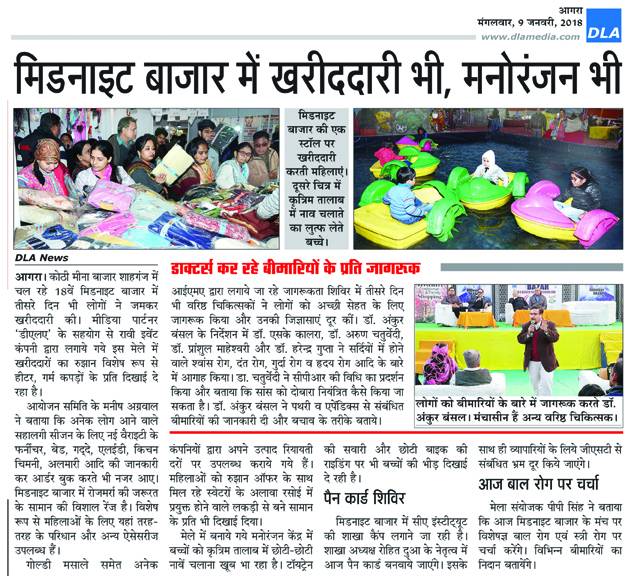 आगरा
मंगलवार, 9 जनवरी, 2018
www.dlamedia.com
DLA
मिडनाइट बाजार में खरीददारी भी, मनोरंजन भी
मिडनाइट
बाजार की एक
स्टॉल पर
खरीददारी
करती महिलाएं।
दूसरे चित्र में
कृत्रिम तालाब
में नाव चलाते
का लुत्फ लेते
बच्चे।
DLA News
आगरा। कोठी मीना बाजार शाहगंज में
चल रहे 18वें मिडनाइट बाजार में
तीसरे दिन भी लोगों ने जमकर
खरीददारी की। मीडिया पार्टनर
'डीएलए' के सहयोग से रावी इवेंट
कंपनी द्वारा लगाये गये इस मेले में
खरीददारों का रुझान विशेष रूप से
हीटर, गर्म कपड़ों के प्रति दिखाई दे
रहा है।
आयोजन समिति के मनीष अग्रवाल
ने बताया कि अनेक लोग आने वाले
सहालगी सीजन के लिए नई वैराइटी के
फर्नीचर, बेड, गद्दे, एलईडी, किचन
चिमनी, अलमारी आदि की जानकारी
कर आर्डर बुक करते भी नजर आए।
मिडनाइट बाजार में रोजमर्रा की जरूरत
के सामान की विशाल रेंज है। विशेष
रूप से महिलाओं के लिए यहां तरह-
तरह के परिधान और अन्य ऐसेसरीज
उपलब्ध हैं।
गोल्डी मसाले समेत अनेक
डाक्टर्स कर रहे बीमारियों के प्रति जागरूक
आईएमए द्वारा लगाये जा रहे जागरूकता शिविर में तीसरे दिन
भी वरिष्ठ चिकित्सकों ने लोगों को अच्छी सेहत के लिए
जागरूक किया और उनकी जिज्ञासाएं दूर कीं। डॉ. अंकुर
बंसल के निर्देशन में डॉ. एसके कालरा, डॉ. अरुण चतुर्वेदी,
डॉ. प्रांशुल माहेश्वरी और डॉ. हरेन्द्र गुप्ता ने सर्दियों में होने
वाले श्वांस रोग, दंत रोग, गुर्दा रोग व हृदय रोग आदि के बारे
में आगाह किया। डा. चतुर्वेदी ने सीपीआर की विधि का प्रदर्शन
किया और बताया कि सांस को दोबारा नियंत्रित कैसे किया जा
सकता है। डॉ. अंकुर बंसल ने पथरी व एपेंडिक्स से संबंधित
बीमारियों की जानकारी दी और बचाव के तरीके बताये।
BAZAR
लोगों को बीमारियों के बारे में जागरूक करते डॉ.
अंकुर बंसल। मंचासीन हैं अन्य वरिष्ठ चिकित्सक।
कंपनियों द्वारा अपने उत्पाद रियायती
दरों पर उपलब्ध कराये गये हैं।
महिलाओं को रुझान ऑफर के साथ
मिल रहे स्वेटरों के अलावा रसोई में
प्रयुक्त होने वाले लकड़ी से बने सामान
के प्रति भी दिखाई दिया।
मेले में बनाये गये मनोरंजन केंद्र में
बच्चों को कृत्रिम तालाब में छोटी-छोटी
नावें चलाना खूब भा रहा है। टॉयट्रेन
की सवारी और छोटी बाइक की
राइडिंग पर भी बच्चों की भीड़ दिखाई
दे रही है।
पैन कार्ड शिविर
मिडनाइट बाजार में सीए इंस्टीट्यूट
की शाखा कैंप लगाने जा रही है।
शाखा अध्यक्ष रोहित दुआ के नेतृत्व में
आज पैन कार्ड बनवाये जाएंगे। इसके
साथ ही व्यापारियों के लिए जीएसटी से
संबंधित भ्रम दूर किये जाएंगे।
आज बाल रोग पर चर्चा
मेला संयोजक पीपी सिंह ने बताया
कि आज मिडनाइट बाजार के मंच पर
विशेषज्ञ बाल रोग एवं स्त्री रोग पर
चर्चा करेंगे। विभिन्न बीमारियों का
निदान बतायेंगे।